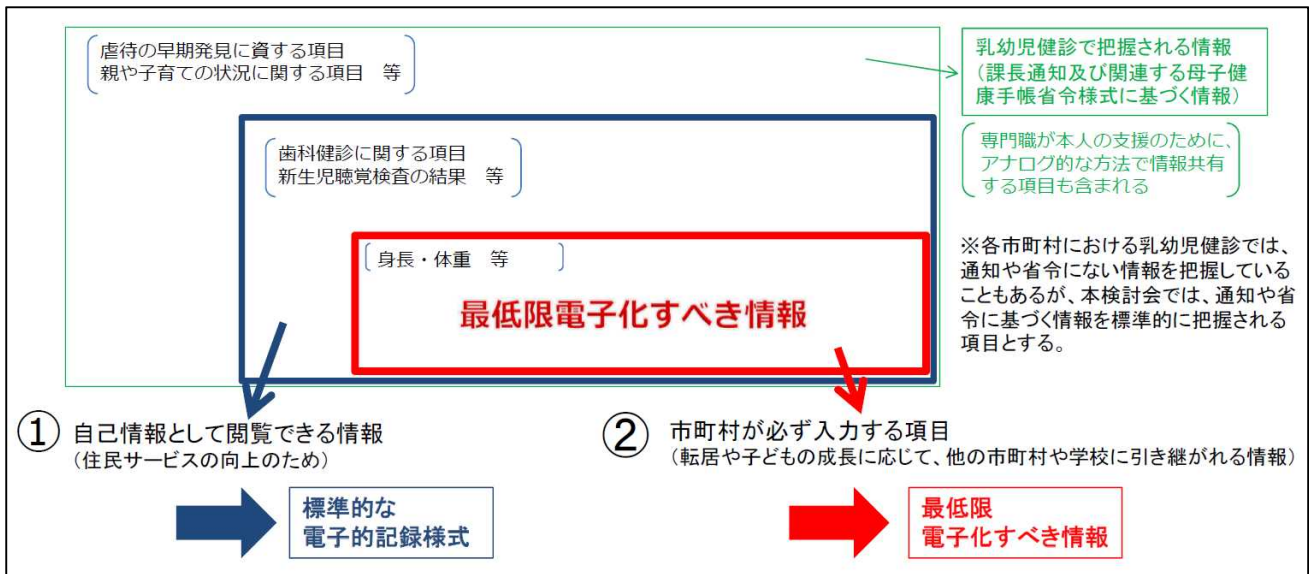 虐待の早期発見に資する項目
親や子育ての状況に関する項目　等
乳幼児健診で把握される情報
（課長通知及び関連する母子健
康手帳省令様式に基づく情報）
歯科健診に関する項目
新生児聴覚検査の結果　等
専門職が本人の支援のために、
アナログ的な方法で情報共有
する項目も含まれる
身長・体重　等
最低限電子化すべき情報
※各市町村における乳幼児健診では、
通知や省令にない情報を把握している
こともあるが、本検討会では、通知や省
令に基づく情報を標準的に把握される
項目とする。
① 自己情報として閲覧できる情報
（住民サービスの向上のため）
標準的な
電子的記録様式
② 市町村が必ず入力する項目
（転居や子どもの成長に応じて、他の市町村や学校に引き継がれる情報）
最低限
電子化すべき情報